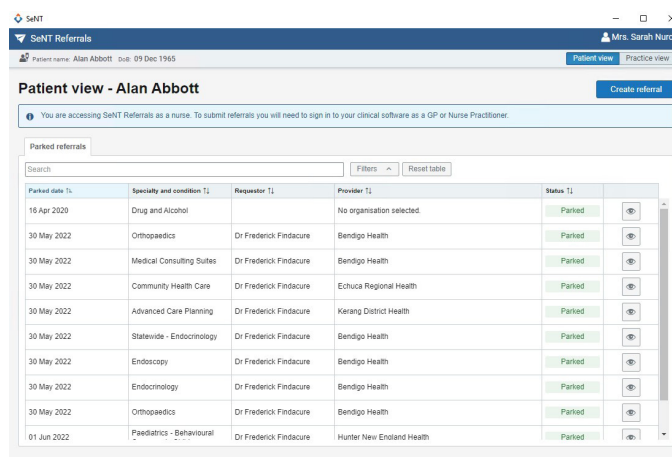 SeNT
SeNT Referrals
Mrs. Sarah Nurc
Patient name: Alan Abbott DoB: 09 Dec 1965
Patient view Practice view
Patient view - Alan Abbott
Create referral
You are accessing SeNT Referrals as a nurse. To submit referrals you will need to sign in to your clinical software as a GP or Nurse Practitioner.
Parked referrals
Search Filters Reset table
Parked date Specialty and condition Requestor Provider Status
16 Apr 2020 Drug and Alcohol No organisation selected. Parked
30 May 2022 Orthopaedics Dr Frederick Findacure Bendigo Health Parked
30 May 2022 Medical Consulting Suites Dr Frederick Findacure Bendigo Health Parked
30 May 2022 Community Health Care Dr Frederick Findacure Echuca Regional Health Parked
30 May 2022 Advanced Care Planning Dr Frederick Findacure Kerang District Health Parked
30 May 2022 Statewide - Endocrinology Dr Frederick Findacure Bendigo Health Parked
30 May 2022 Endoscopy Dr Frederick Findacure Bendigo Health Parked
30 May 2022 Endocrinology Dr Frederick Findacure Bendigo Health Parked
30 May 2022 Orthopaedics Dr Frederick Findacure Bendigo Health Parked
01 Jun 2022 Paediatrics - Behavioural Dr Frederick Findacure Hunter New England Health Parked